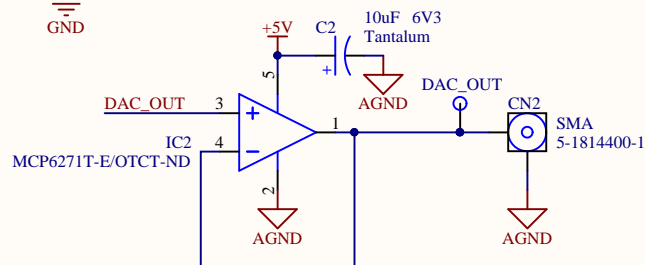 GND
+5V
C2
10uF 6V3
Tantalum
+
5
AGND
DAC_OUT
DAC_OUT
3
+
1
CN2
SMA
5-1814400-1
IC2
4
MCP6271T-E/OTCT-ND
2
AGND
AGND